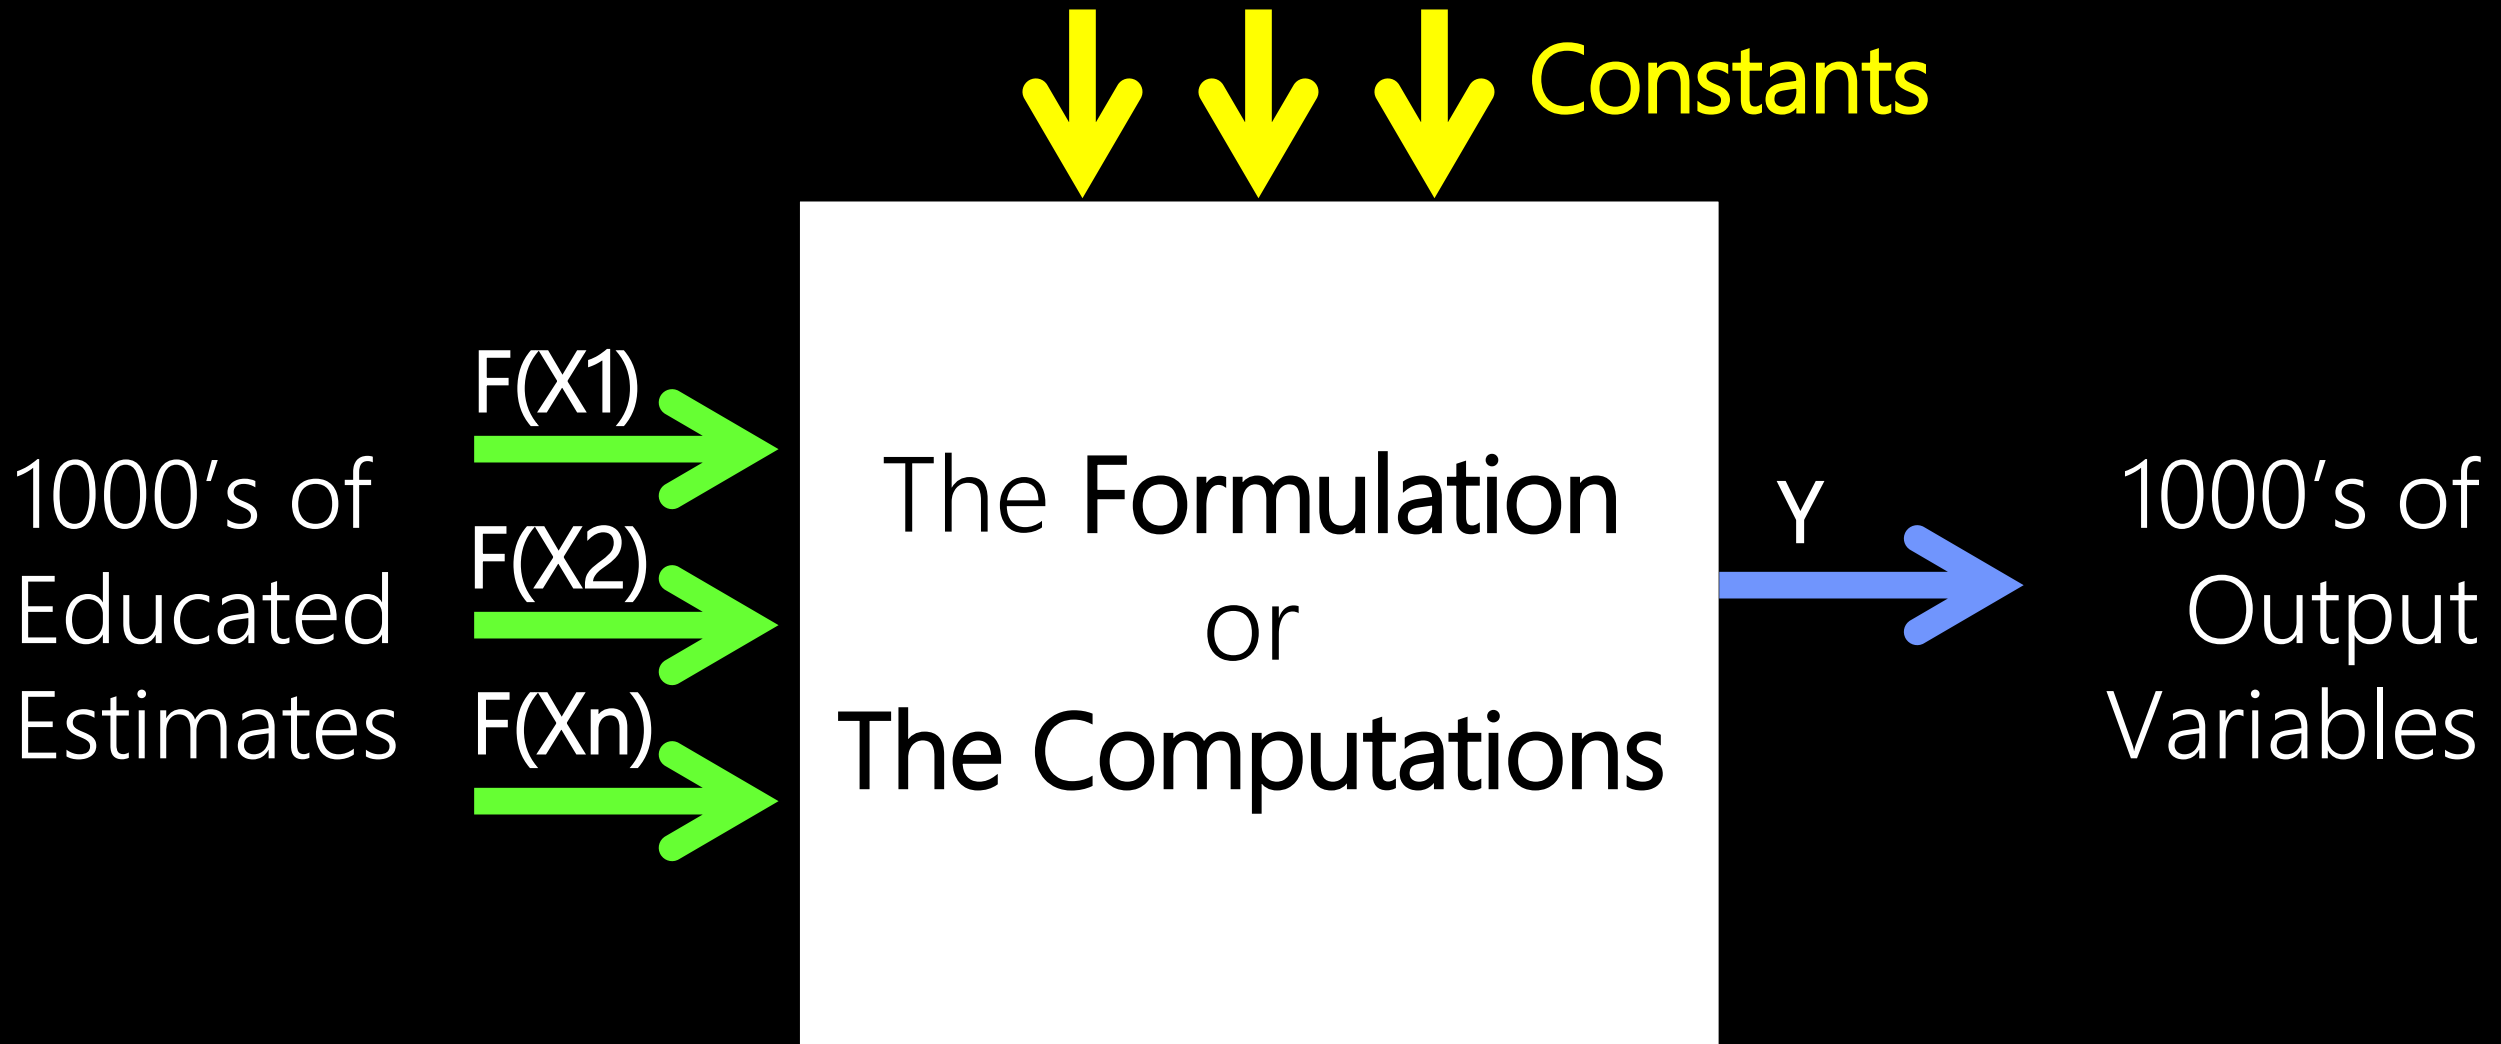 Constants
1000's of
Educated
Estimates
F(X1)
F(X2)
F(Xn)
The Formulation
or
The Computations
Y
1000's of
Output
Variables